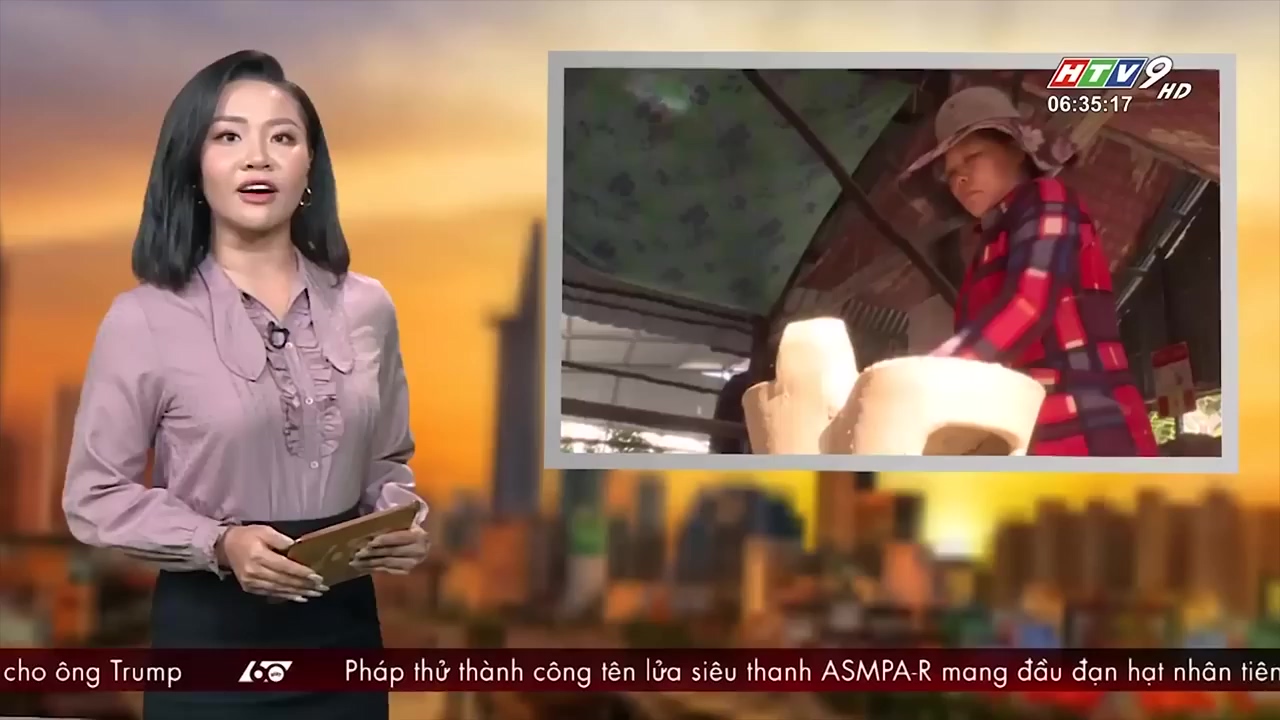 HTV9
HD
06:35:17
cho ông Trump
60
Pháp thử thành công tên lửa siêu thanh ASMPA-R mang đầu đạn hạt nhân tiên